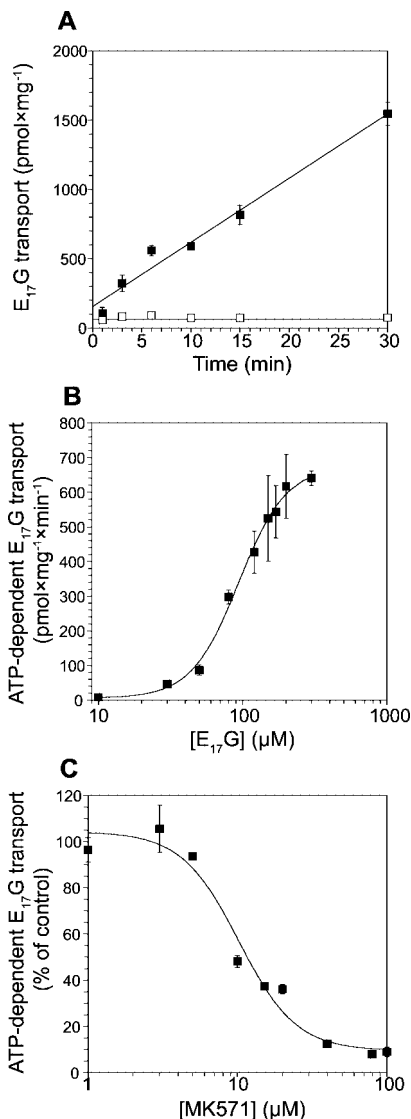 A
E₁₇G transport (pmol×mg⁻¹)
2000
1500
1000
500
0
0 5 10 15 20 25 30
Time (min)
B
ATP-dependent E₁₇G transport
(pmol×mg⁻¹×min⁻¹)
800
700
600
500
400
300
200
100
0
10 100 1000
[E₁₇G] (µM)
C
ATP-dependent E₁₇G transport
(% of control)
120
100
80
60
40
20
0
1 10 100
[MK571] (µM)